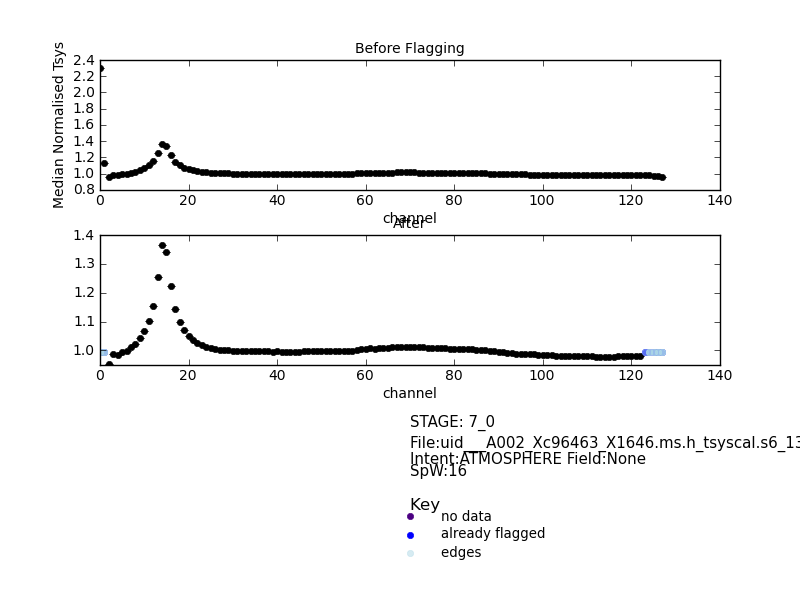 Before Flagging
Median Normalised Tsys
2.4
2.2
2.0
1.8
1.6
1.4
1.2
1.0
0.8
0 20 40 60 80 100 120 140
channel
After
1.4
1.3
1.2
1.1
1.0
0 20 40 60 80 100 120 140
channel
STAGE: 7_0
File:uid___A002_Xc96463_X1646.ms.h_tsyscal.s6_13
Intent:ATMOSPHERE Field:None
SpW:16
Key
no data
already flagged
edges